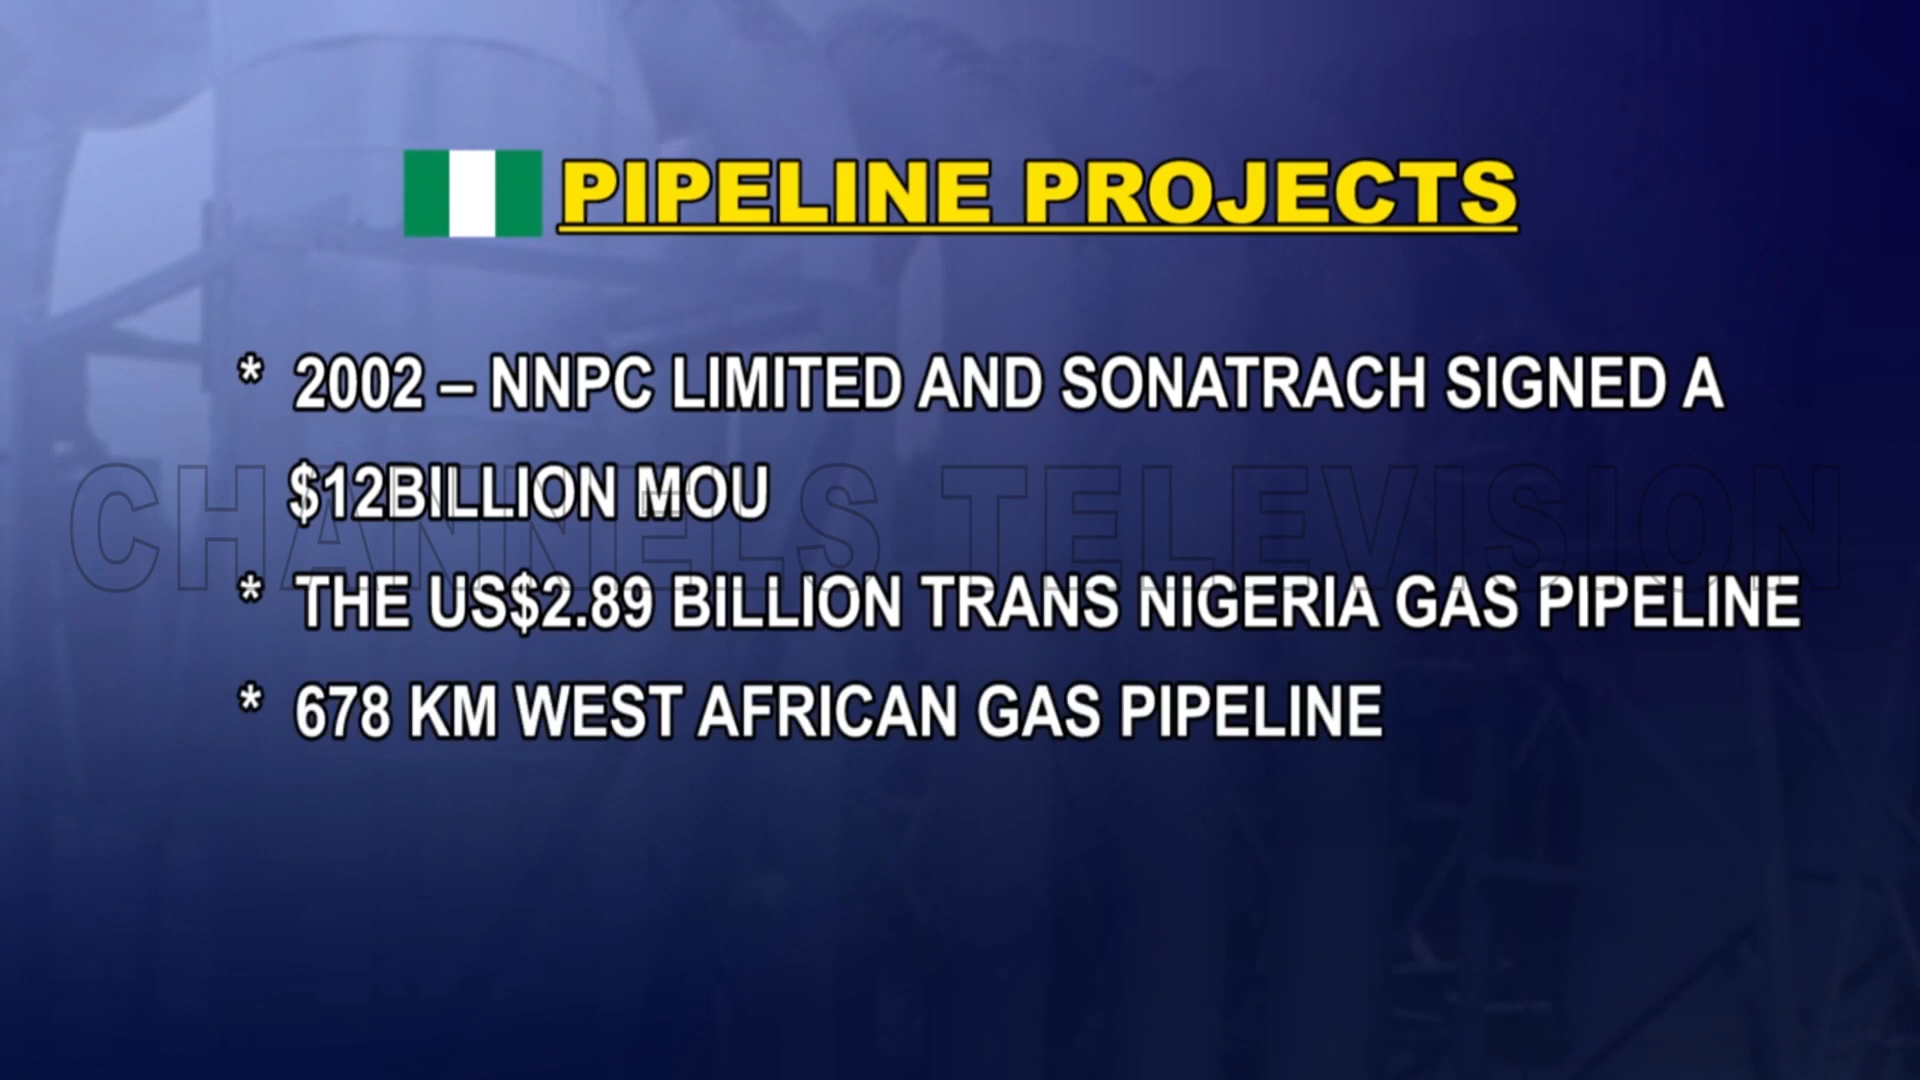 PIPELINE PROJECTS
* 2002 – NNPC LIMITED AND SONATRACH SIGNED A
$12BILLION MOU
CHANNELS TELEVISION
* THE US$2.89 BILLION TRANS NIGERIA GAS PIPELINE
* 678 KM WEST AFRICAN GAS PIPELINE